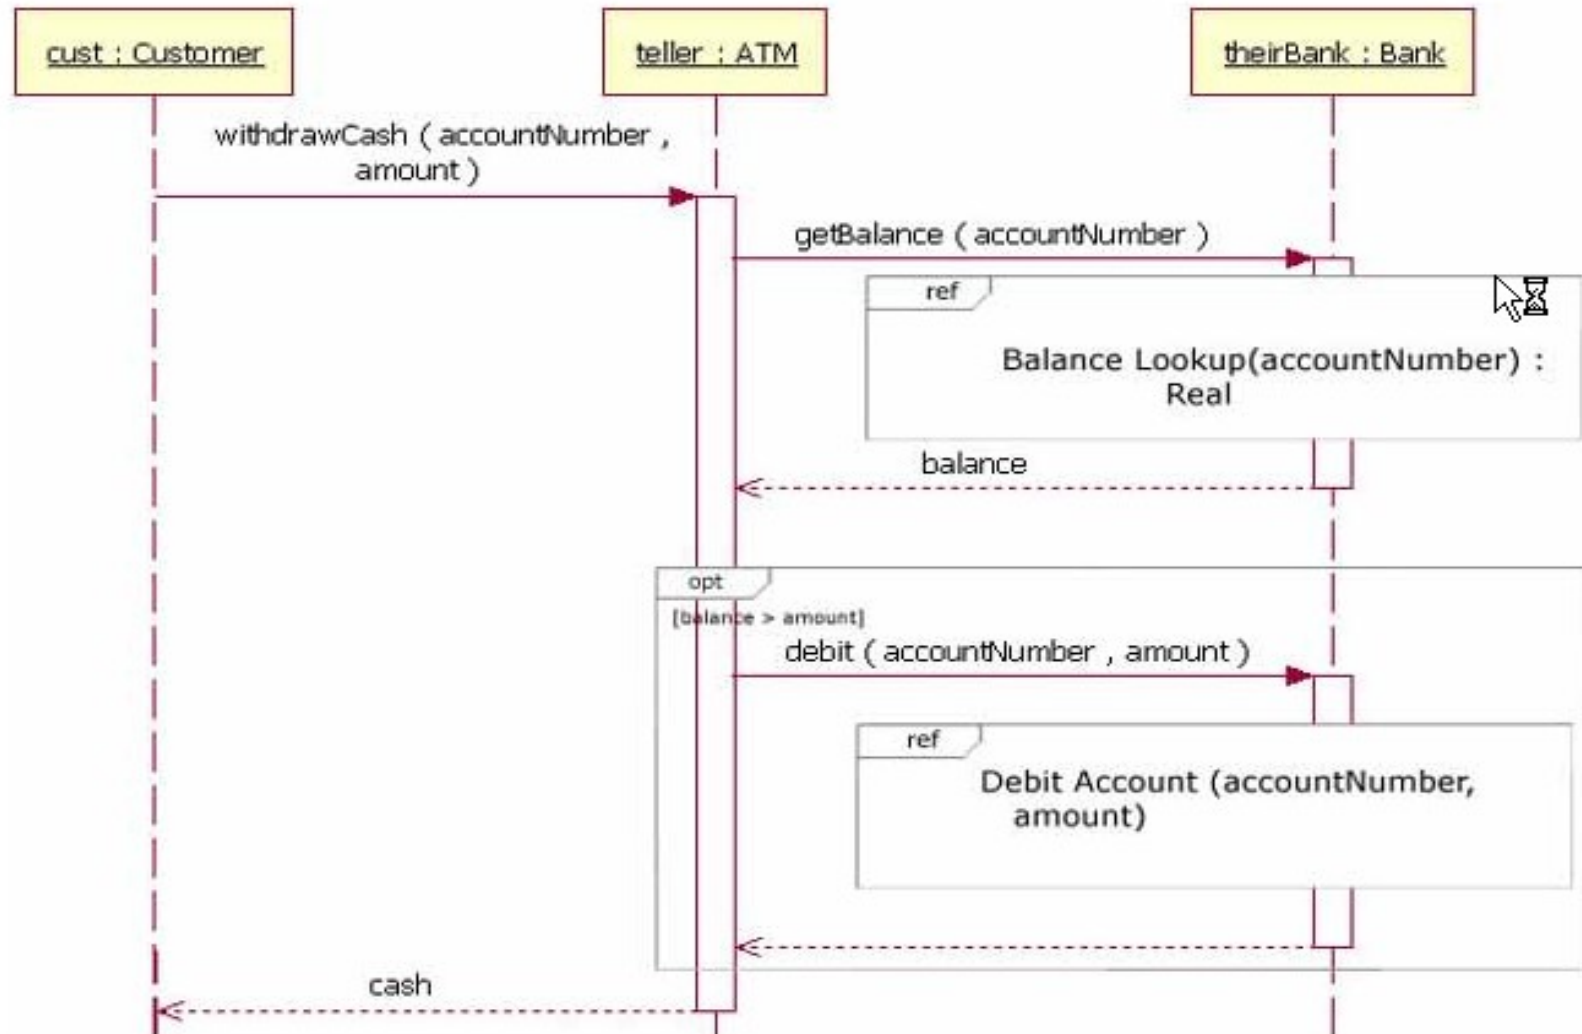 cust : Customer
teller : ATM
theirBank : Bank
withdrawCash ( accountNumber ,
amount )
getBalance ( accountNumber )
ref
Balance Lookup(accountNumber) :
Real
balance
opt
[balance > amount]
debit ( accountNumber , amount )
ref
Debit Account (accountNumber,
amount)
cash